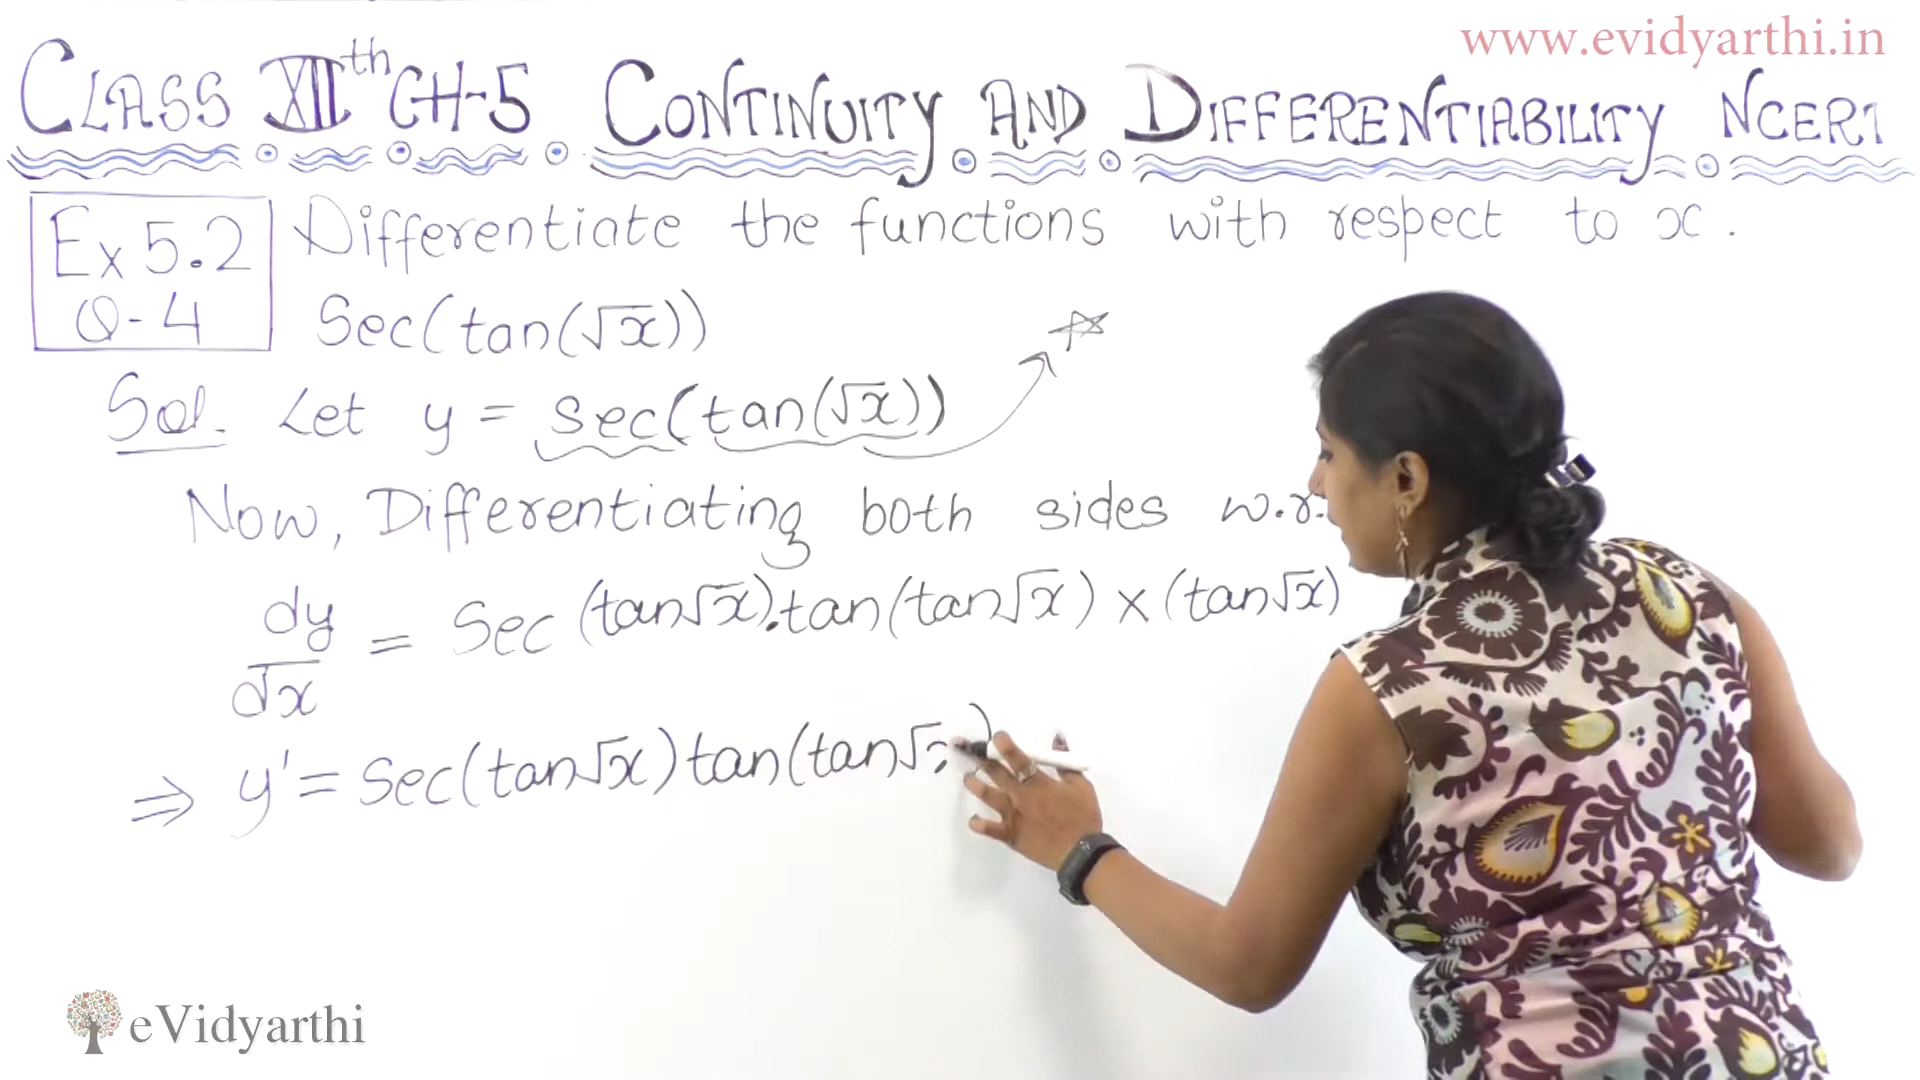 www.evidyarthi.in
CLASS XIIth CH-5. CONTINUITY AND DIFFERENTIABILITY NCERT
Ex 5.2 Differentiate the functions with respect to x.
Q-4 Sec(tan(√x))
Sol. Let y = sec(tan(√x))
Now, Differentiating both sides w.r.
dy/dx = Sec (tan√x).tan(tan√x) × (tan√x)
⇒ y' = Sec(tan√x) tan(tan√x)
eVidyarthi